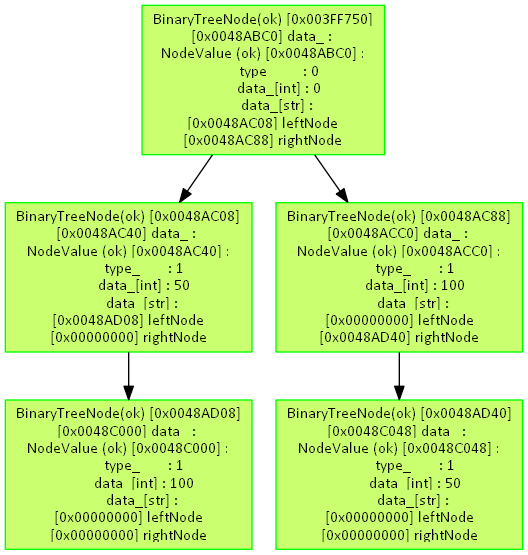 BinaryTreeNode(ok) [0x003FF750]
[0x0048ABC0] data_ :
NodeValue (ok) [0x0048ABC0] :
type_ : 0
data_[int] : 0
data_[str] :
[0x0048AC08] leftNode
[0x0048AC88] rightNode
BinaryTreeNode(ok) [0x0048AC08]
[0x0048AC40] data_ :
NodeValue (ok) [0x0048AC40] :
type_ : 1
data_[int] : 50
data_[str] :
[0x0048AD08] leftNode
[0x00000000] rightNode
BinaryTreeNode(ok) [0x0048AC88]
[0x0048ACC0] data_ :
NodeValue (ok) [0x0048ACC0] :
type_ : 1
data_[int] : 100
data_[str] :
[0x00000000] leftNode
[0x0048AD40] rightNode
BinaryTreeNode(ok) [0x0048AD08]
[0x0048C000] data_ :
NodeValue (ok) [0x0048C000] :
type_ : 1
data_[int] : 100
data_[str] :
[0x00000000] leftNode
[0x00000000] rightNode
BinaryTreeNode(ok) [0x0048AD40]
[0x0048C048] data_ :
NodeValue (ok) [0x0048C048] :
type_ : 1
data_[int] : 50
data_[str] :
[0x00000000] leftNode
[0x00000000] rightNode